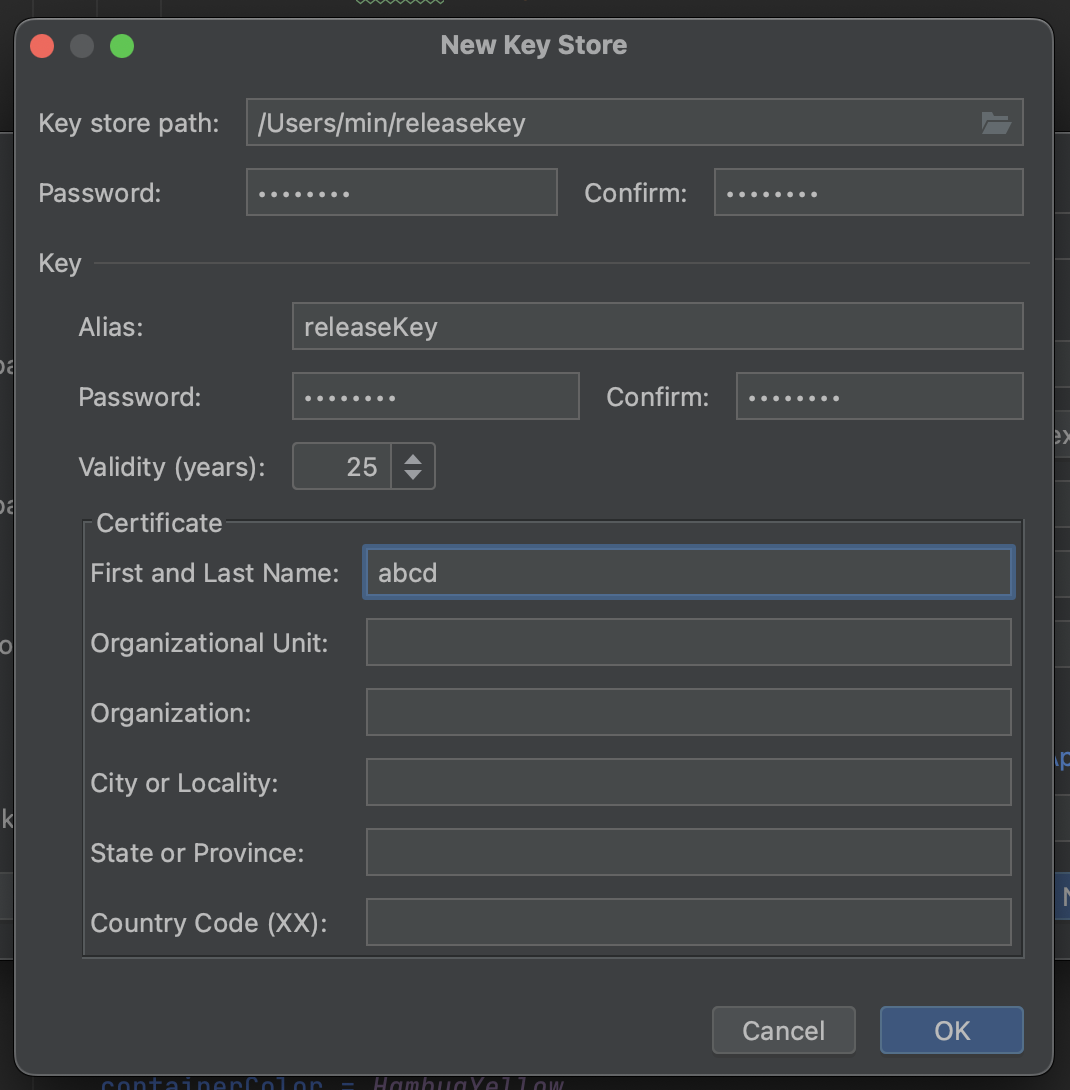 New Key Store
Key store path: /Users/min/releasekey
Password: •••••••• Confirm: ••••••••
Key
Alias: releaseKey
Password: •••••••• Confirm: ••••••••
Validity (years): 25
Certificate
First and Last Name: abcd
Organizational Unit:
Organization:
City or Locality:
State or Province:
Country Code (XX):
Cancel OK